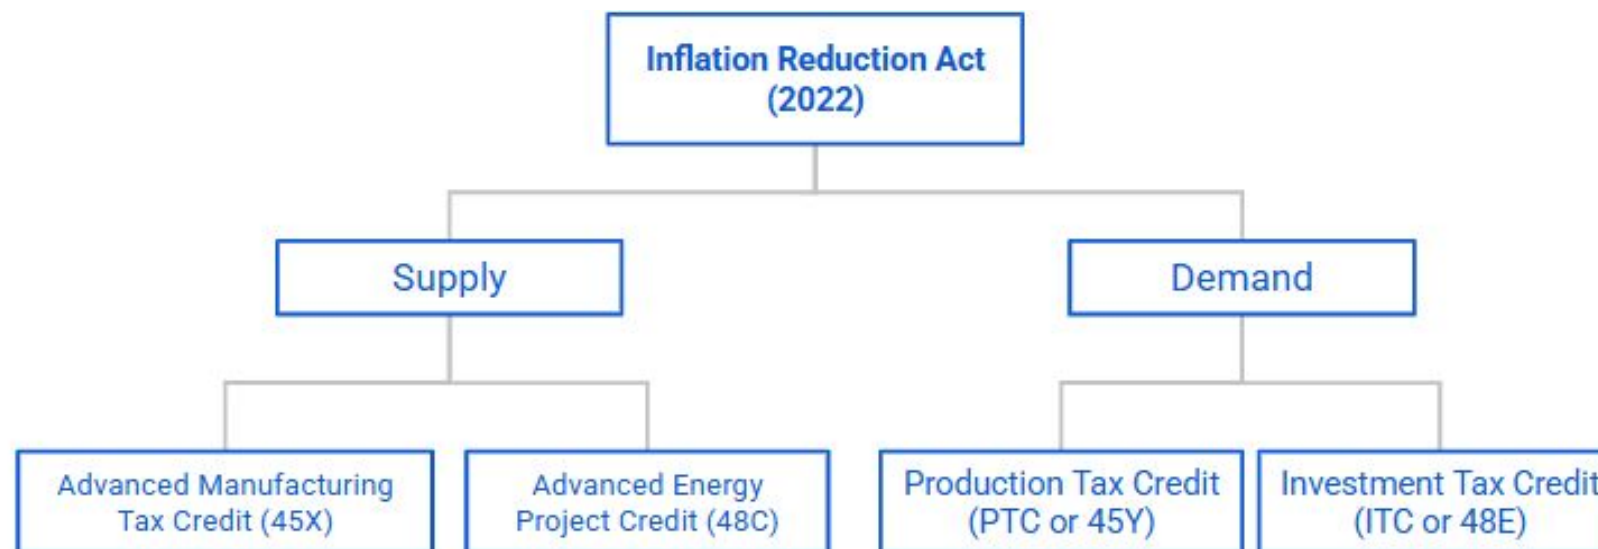 Inflation Reduction Act
(2022)
Supply
Demand
Advanced Manufacturing
Tax Credit (45X)
Advanced Energy
Project Credit (48C)
Production Tax Credit
(PTC or 45Y)
Investment Tax Credit
(ITC or 48E)